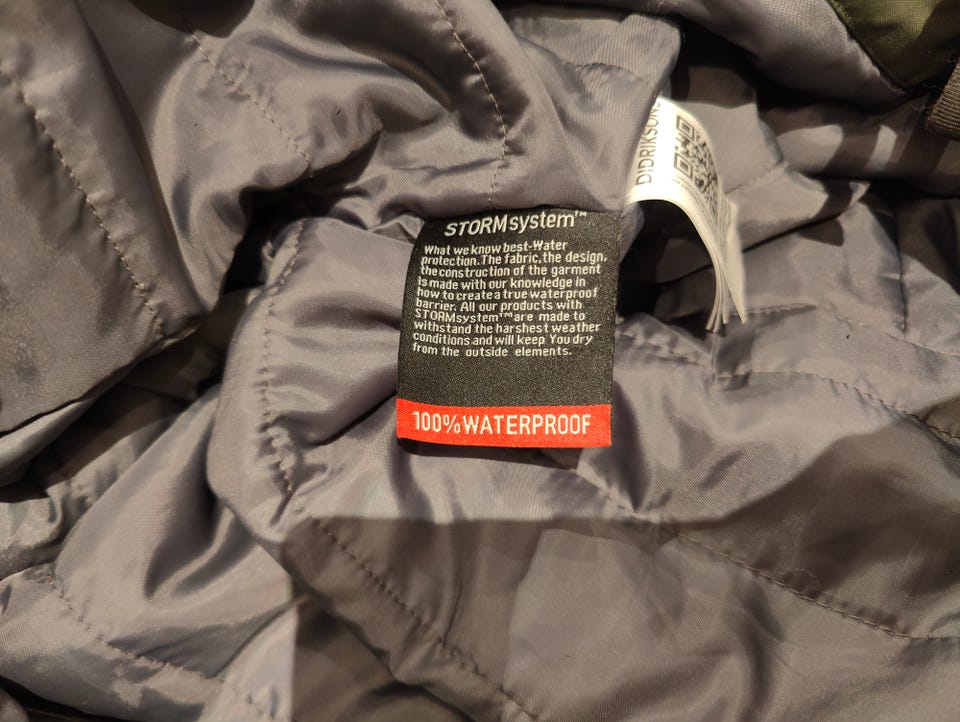 STORMsystem™
What we know best-Water
protection. The fabric, the design,
the construction of the garment
is made with our knowledge in
how to create a true waterproof
barrier. All our products with
STORMsystem™ are made to
withstand the harshest weather
conditions and will keep You dry
from the outside elements.
100% WATERPROOF
DIDRIKSONS